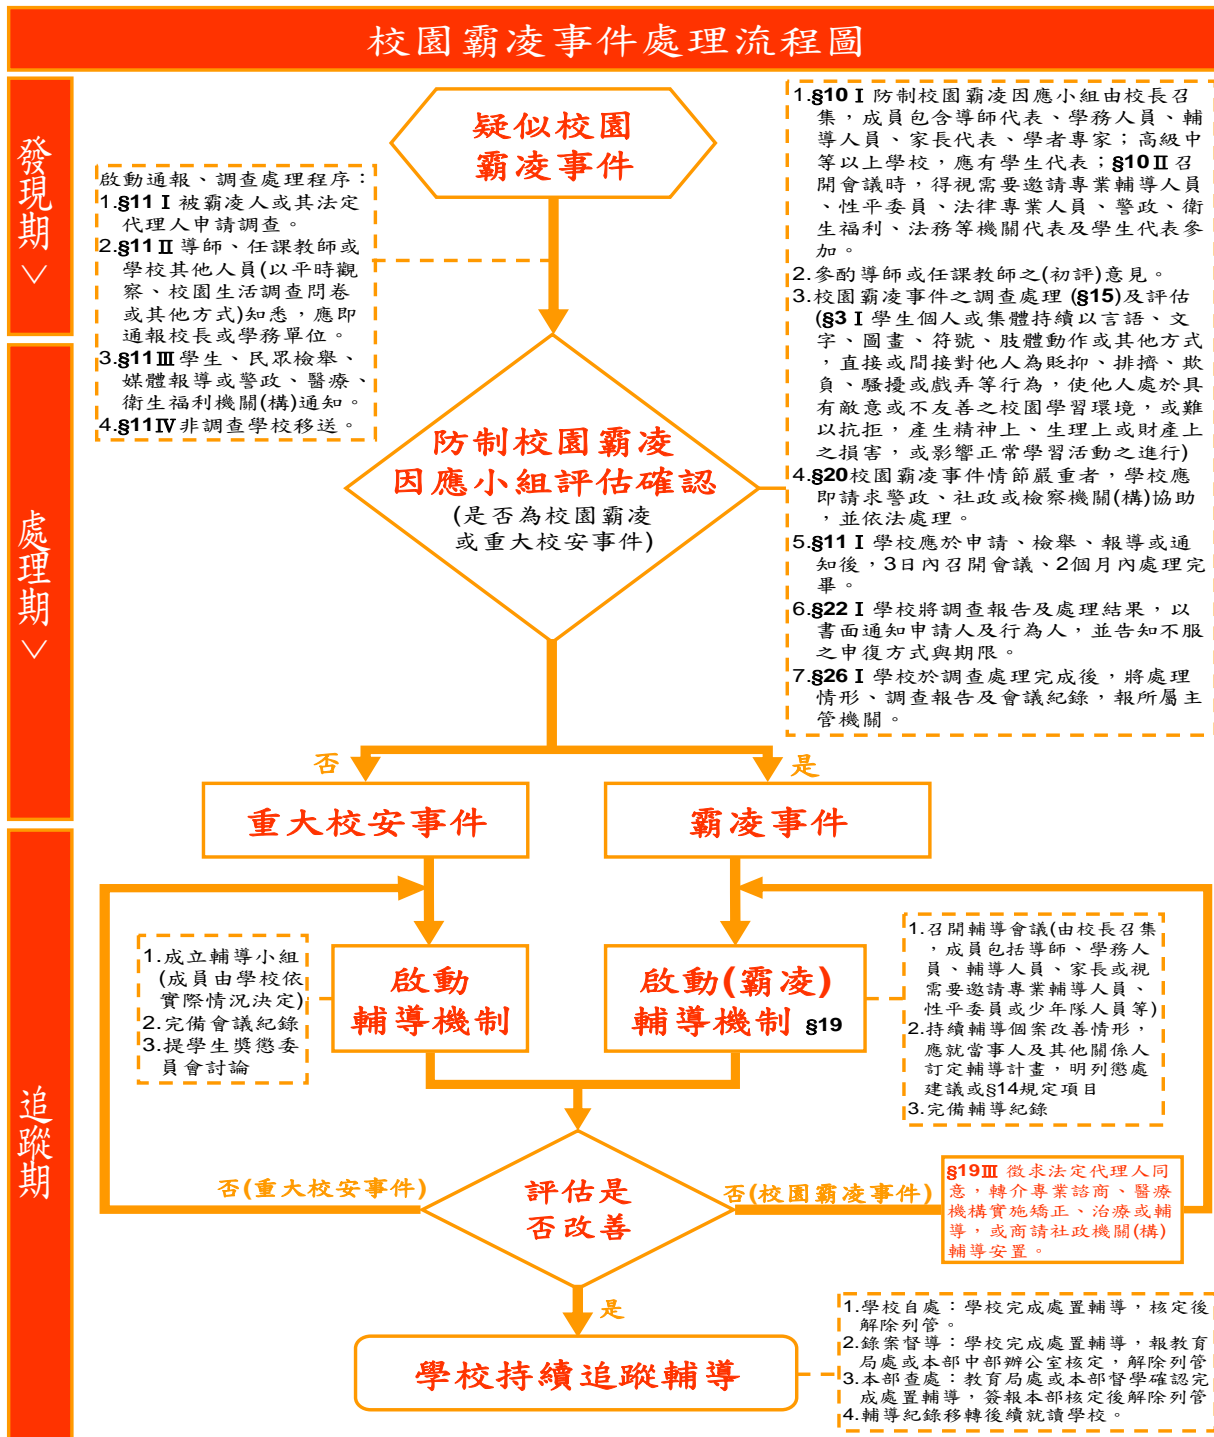 校園霸凌事件處理流程圖
發現期>
疑似校園
霸凌事件
啟動通報、調查處理程序：
1.§11 I 被霸凌人或其法定
代理人申請調查。
2.§11 II 導師、任課教師或
學校其他人員(以平時觀
察、校園生活調查問卷
或其他方式)知悉，應即
通報校長或學務單位。
3.§11 III 學生、民眾檢舉、
媒體報導或警政、醫療、
衛生福利機關(構)通知。
4.§11 IV 非調查學校移送。
1.§10 I 防制校園霸凌因應小組由校長召
集，成員包含導師代表、學務人員、輔
導人員、家長代表、學者專家；高級中
等以上學校，應有學生代表；§10 II 召
開會議時，得視需要邀請專業輔導人員
、性平委員、法律專業人員、警政、衛
生福利、法務等機關代表及學生代表參
加。
2.參酌導師或任課教師之(初評)意見。
3.校園霸凌事件之調查處理 (§15)及評估
(§3 I 學生個人或集體持續以言語、文
字、圖畫、符號、肢體動作或其他方式
，直接或間接對他人為貶抑、排擠、欺
負、騷擾或戲弄等行為，使他人處於具
有敵意或不友善之校園學習環境，或難
以抗拒，產生精神上、生理上或財產上
之損害，或影響正常學習活動之進行)
4.§20校園霸凌事件情節嚴重者，學校應
即請求警政、社政或檢察機關(構)協助
，並依法處理。
5.§11 I 學校應於申請、檢舉、報導或通
知後，3日內召開會議、2個月內處理完
畢。
6.§22 I 學校將調查報告及處理結果，以
書面通知申請人及行為人，並告知不服
之申復方式與期限。
7.§26 I 學校於調查處理完成後，將處理
情形、調查報告及會議紀錄，報所屬主
管機關。
處理期>
防制校園霸凌
因應小組評估確認
(是否為校園霸凌
或重大校安事件)
否
是
重大校安事件
霸凌事件
追蹤期
1.成立輔導小組
(成員由學校依
實際情況決定)
2.完備會議紀錄
3.提學生獎懲委
員會討論
啟動
輔導機制
啟動(霸凌)
輔導機制 §19
1.召開輔導會議(由校長召集
，成員包括導師、學務人
員、輔導人員、家長或視
需要邀請專業輔導人員、
性平委員或少年隊人員等)
2.持續輔導個案改善情形，
應就當事人及其他關係人
訂定輔導計畫，明列懲處
建議或§14規定項目
3.完備輔導紀錄
否(重大校安事件)
評估是
否改善
否(校園霸凌事件)
§19III 徵求法定代理人同
意，轉介專業諮商、醫療
機構實施矯正、治療或輔
導，或商請社政機關(構)
輔導安置。
是
學校持續追蹤輔導
1.學校自處：學校完成處置輔導，核定後
解除列管。
2.錄案督導：學校完成處置輔導，報教育
局處或本部中部辦公室核定，解除列管
3.本部查處：教育局處或本部督學確認完
成處置輔導，簽報本部核定後解除列管
4.輔導紀錄移轉後續就讀學校。